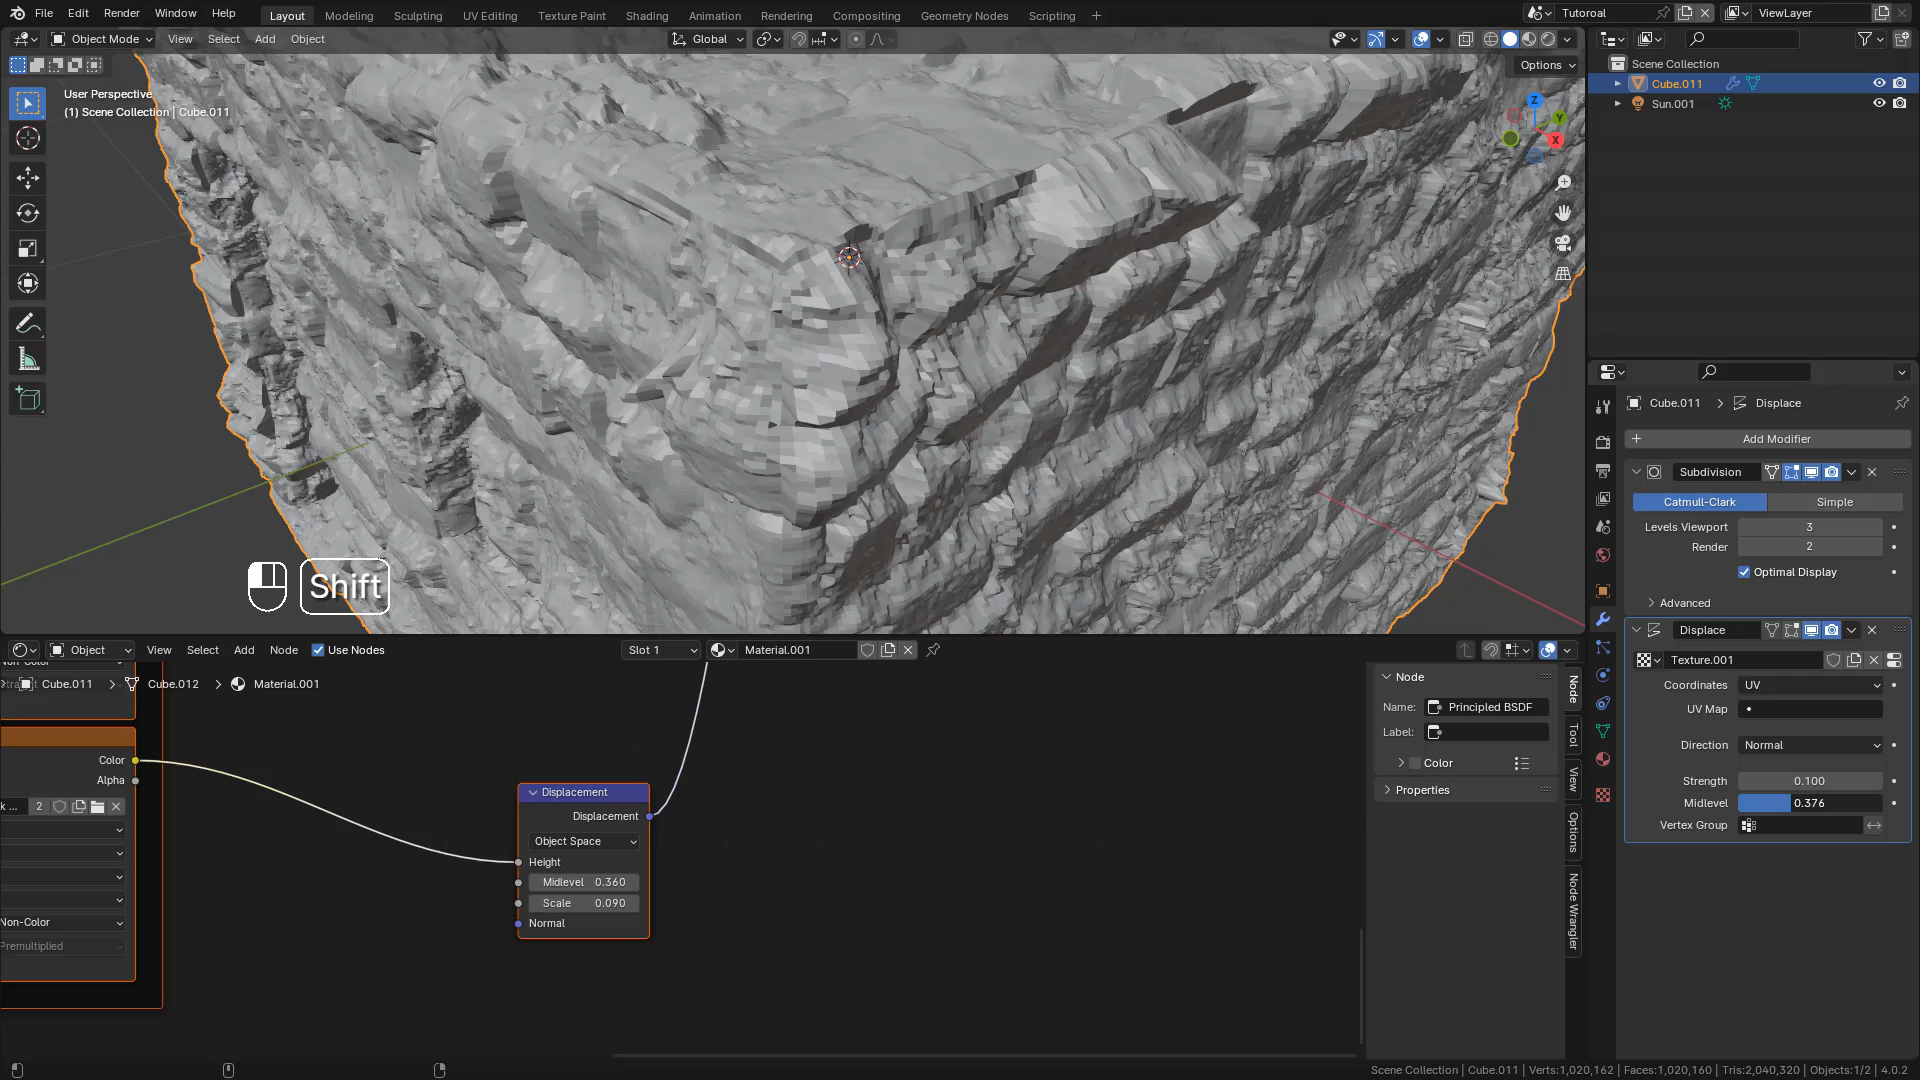 File Edit Render Window Help Layout Modeling Sculpting UV Editing Texture Paint Shading Animation Rendering Compositing Geometry Nodes Scripting Tutoroal ViewLayer
Object Mode View Select Add Object Global
Options
User Perspective
(1) Scene Collection | Cube.011
Z
Y
X
Shift
Scene Collection
Cube.011
Sun.001
Cube.011 Displace
Add Modifier
Subdivision
Catmull-Clark Simple
Levels Viewport 3
Render 2
Optimal Display
Advanced
Displace
Texture.001
Coordinates UV
UV Map
Direction Normal
Strength 0.100
Midlevel 0.376
Vertex Group
Object View Select Add Node Use Nodes Slot 1 Material.001
Non-Color
Cube.011 Cube.012 Material.001
Color
Alpha
k ... 2
Non-Color
Premultiplied
Displacement
Displacement
Object Space
Height
Midlevel 0.360
Scale 0.090
Normal
Node
Name: Principled BSDF
Label:
Color
Properties
Node
Tool
View
Options
Node Wrangler
Scene Collection | Cube.011 | Verts:1,020,162 | Faces:1,020,160 | Tris:2,040,320 | Objects:1/2 | 4.0.2